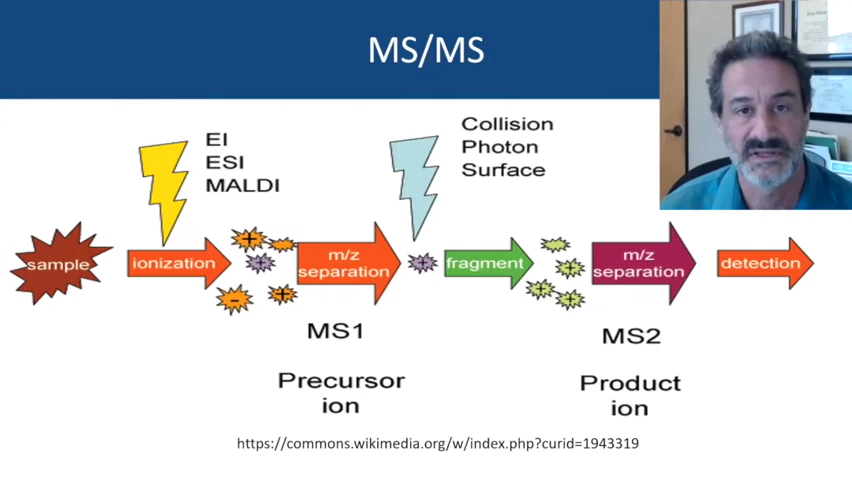 MS/MS
EI
ESI
MALDI
Collision
Photon
Surface
sample
ionization
m/z
separation
fragment
m/z
separation
detection
+
+
-
+
+
+
+
+
MS1
MS2
Precursor
ion
Product
ion
https://commons.wikimedia.org/w/index.php?curid=1943319